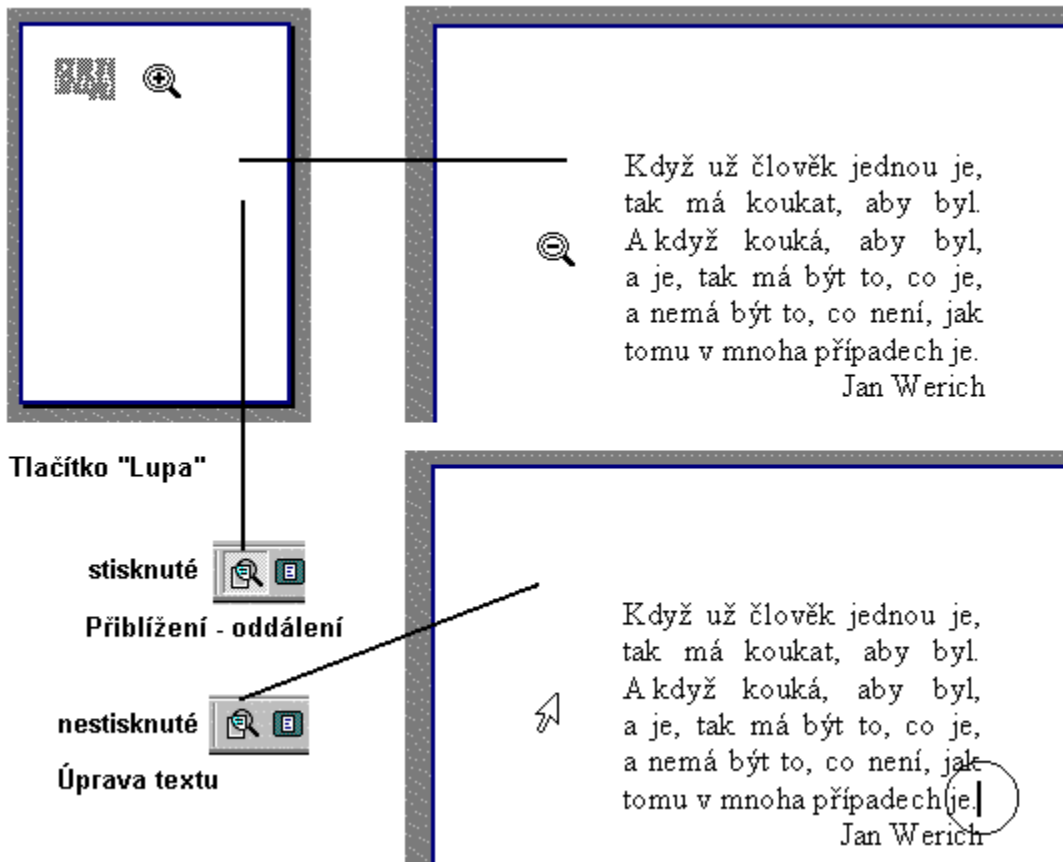 Když už člověk jednou je,
tak má koukat, aby byl.
A když kouká, aby byl,
a je, tak má být to, co je,
a nemá být to, co není, jak
tomu v mnoha případech je.
Jan Werich
Tlačítko "Lupa"
stisknuté
Přiblížení - oddálení
nestisknuté
Úprava textu
Když už člověk jednou je,
tak má koukat, aby byl.
A když kouká, aby byl,
a je, tak má být to, co je,
a nemá být to, co není, jak
tomu v mnoha případech je.
Jan Werich